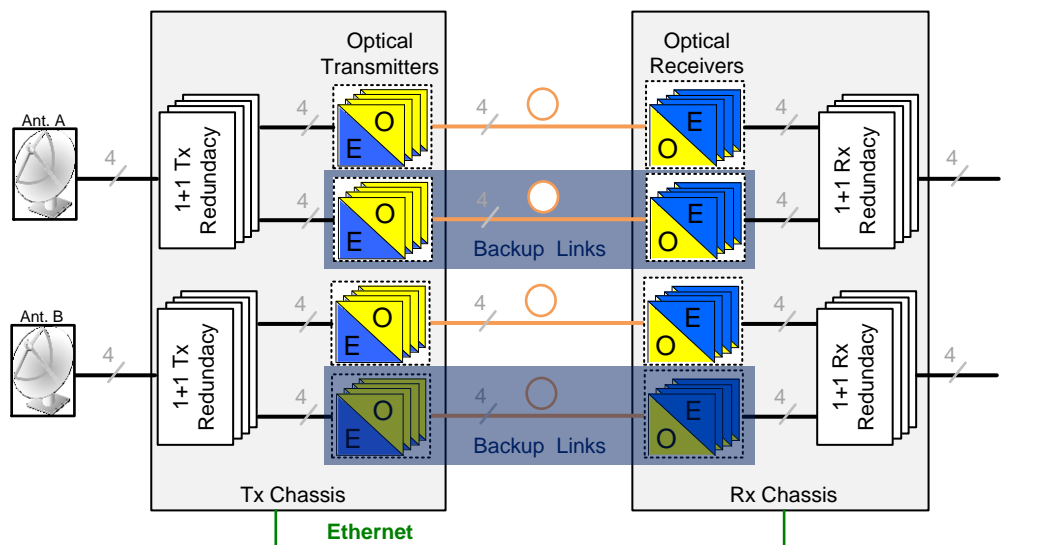 Optical
Transmitters
Optical
Receivers
Ant. A
4
1+1 Tx
Redundacy
4
O
E
4
E
O
4
1+1 Rx
Redundacy
4
4
O
E
4
E
O
4
Backup Links
Ant. B
4
1+1 Tx
Redundacy
4
O
E
4
E
O
4
1+1 Rx
Redundacy
4
4
O
E
4
E
O
4
Backup Links
Tx Chassis
Rx Chassis
Ethernet